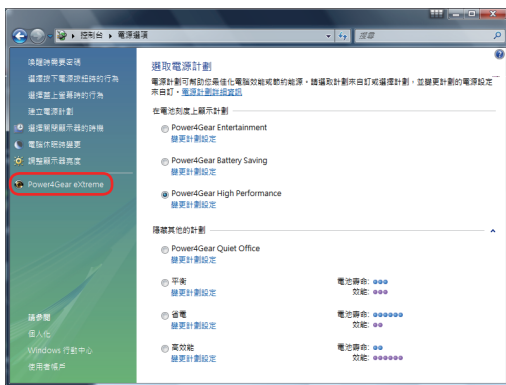 控制台 ▸ 電源選項
搜尋
喚醒時需要密碼
選擇按下電源按鈕時的行為
選擇蓋上螢幕時的行為
建立電源計劃
選擇關閉顯示器的時機
電腦休眠時變更
調整顯示器亮度
Power4Gear eXtreme
請參閱
個人化
Windows 行動中心
使用者帳戶
選取電源計劃
電源計劃可幫助您最佳化電腦效能或節約能源。請選取計劃來自訂或選擇計劃，並變更計劃的電源設定
來自訂。電源計劃詳細資訊
在電池刻度上顯示計劃
Power4Gear Entertainment
變更計劃設定
Power4Gear Battery Saving
變更計劃設定
Power4Gear High Performance
變更計劃設定
隱藏其他的計劃
Power4Gear Quiet Office
變更計劃設定
平衡 電池壽命:
變更計劃設定 效能:
省電 電池壽命:
變更計劃設定 效能:
高效能 電池壽命:
變更計劃設定 效能: